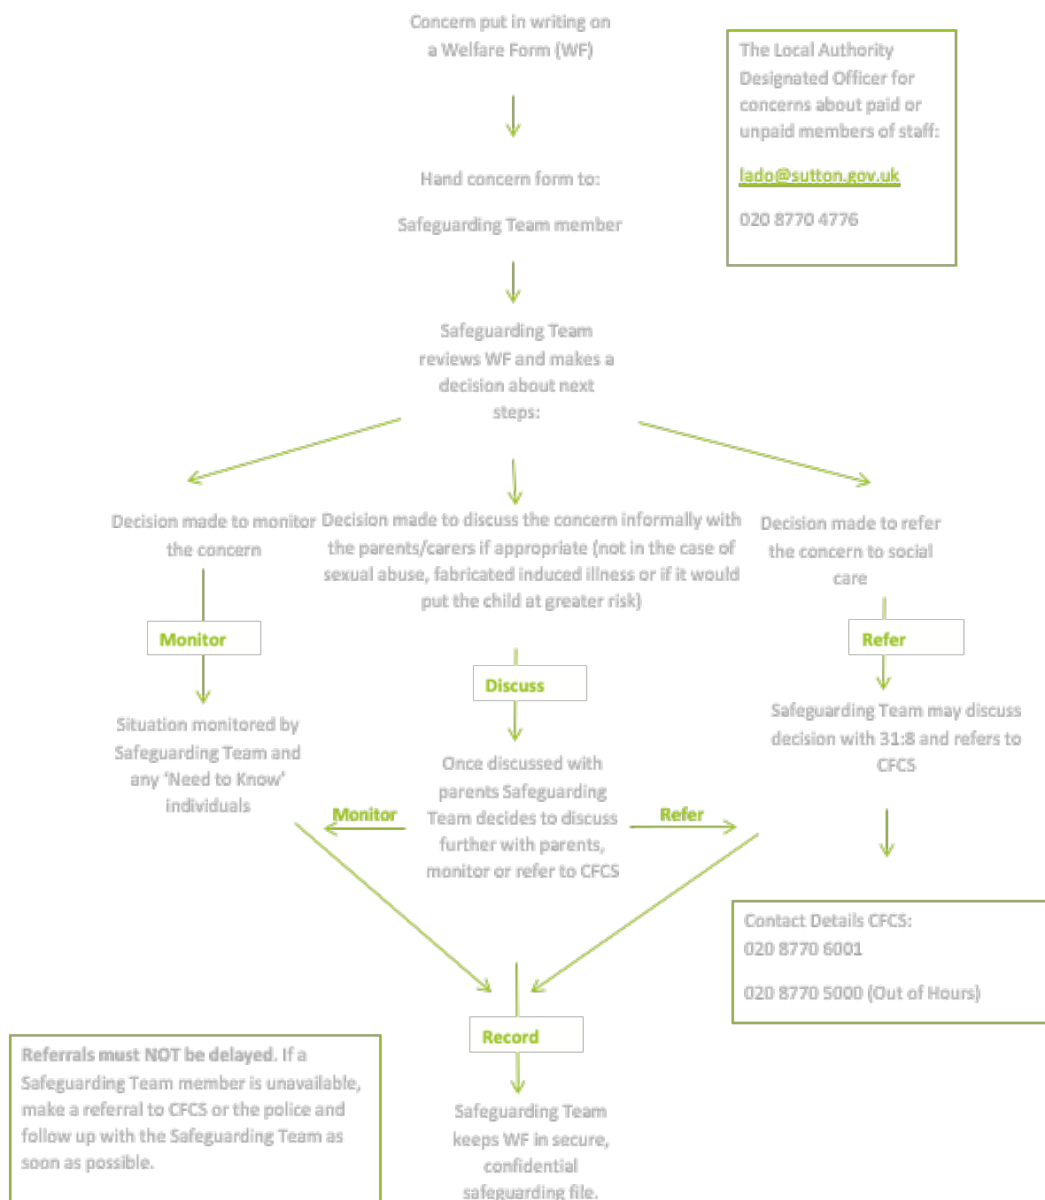 Concern put in writing on
a Welfare Form (WF)
The Local Authority
Designated Officer for
concerns about paid or
unpaid members of staff:
lado@sutton.gov.uk
020 8770 4776
Hand concern form to:
Safeguarding Team member
Safeguarding Team
reviews WF and makes a
decision about next
steps:
Decision made to monitor
the concern
Decision made to discuss the concern informally with
the parents/carers if appropriate (not in the case of
sexual abuse, fabricated induced illness or if it would
put the child at greater risk)
Decision made to refer
the concern to social
care
Monitor
Discuss
Refer
Situation monitored by
Safeguarding Team and
any ‘Need to Know’
individuals
Once discussed with
parents Safeguarding
Team decides to discuss
further with parents,
monitor or refer to CFCS
Safeguarding Team may discuss
decision with 31:8 and refers to
CFCS
Monitor
Refer
Contact Details CFCS:
020 8770 6001
020 8770 5000 (Out of Hours)
Record
Referrals must NOT be delayed. If a
Safeguarding Team member is unavailable,
make a referral to CFCS or the police and
follow up with the Safeguarding Team as
soon as possible.
Safeguarding Team
keeps WF in secure,
confidential
safeguarding file.